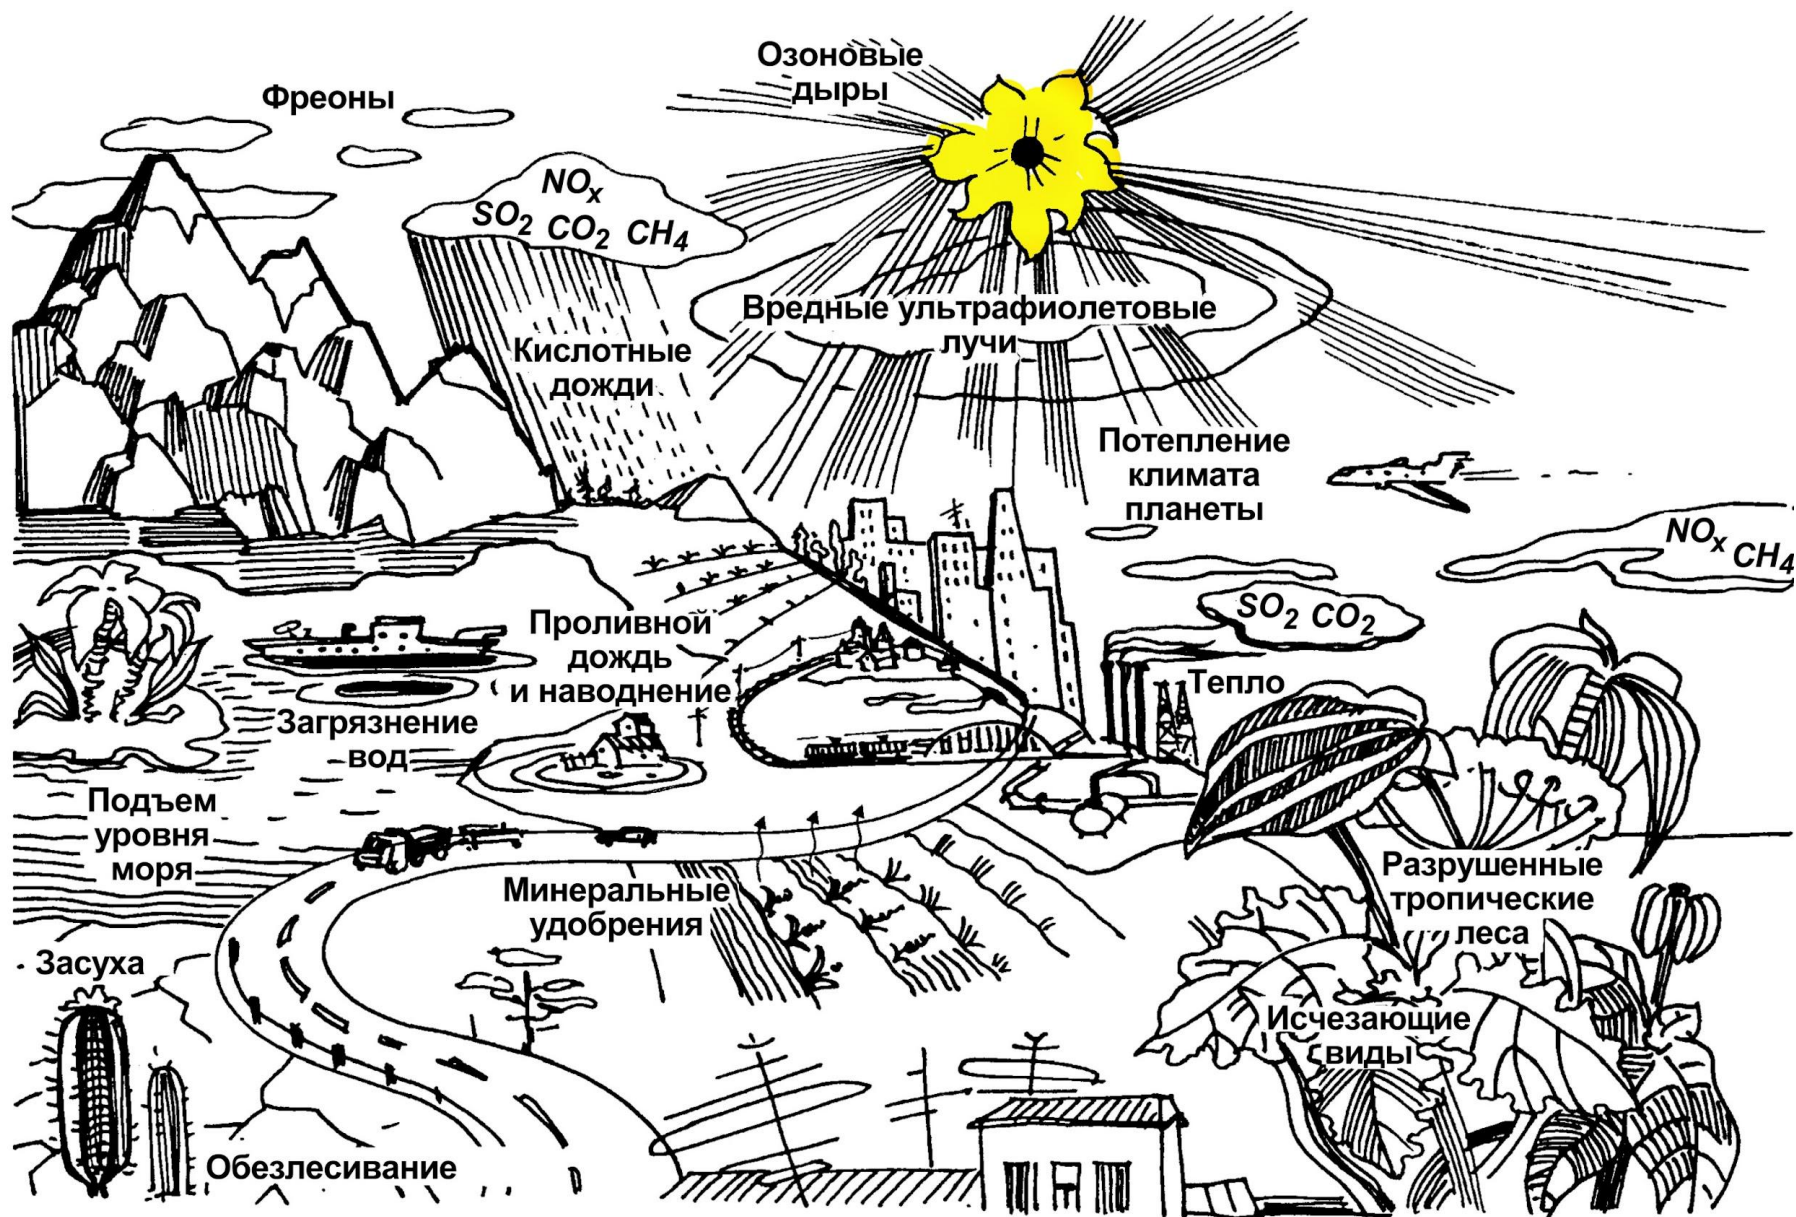 Озоновые
дыры
Фреоны
NOx
SO2 CO2 CH4
Вредные ультрафиолетовые
лучи
Кислотные
дожди
Потепление
климата
планеты
NOx CH4
SO2 CO2
Проливной
дождь
и наводнение
Тепло
Загрязнение
вод
Подъем
уровня
моря
Минеральные
удобрения
Разрушенные
тропические
леса
Засуха
Исчезающие
виды
Обезлесивание